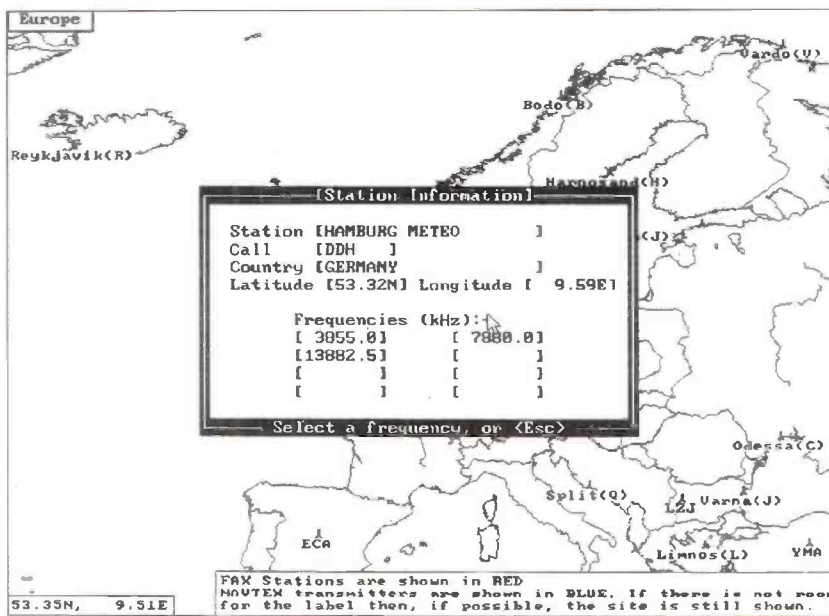 Europe
Vardo(V)
Bodo(B)
Reykjavik(R)
Harnosand(H)
[Station Information]
(J)
Station [HAMBURG METEO ]
Call [DDH ]
Country [GERMANY ]
Latitude [53.32N] Longitude [ 9.59E]
Frequencies (kHz):
[ 3855.0] [ 7880.0]
[13882.5] [ ]
[ ] [ ]
[ ] [ ]
Select a frequency, or <Esc>
Odessa(C)
Split(Q)
LZJ
Varna(J)
ECA
Limnos(L)
YMA
FAX Stations are shown in RED
NAVTEX transmitters are shown in BLUE. If there is not room
for the label then, if possible, the site is still shown.
53.35N, 9.51E